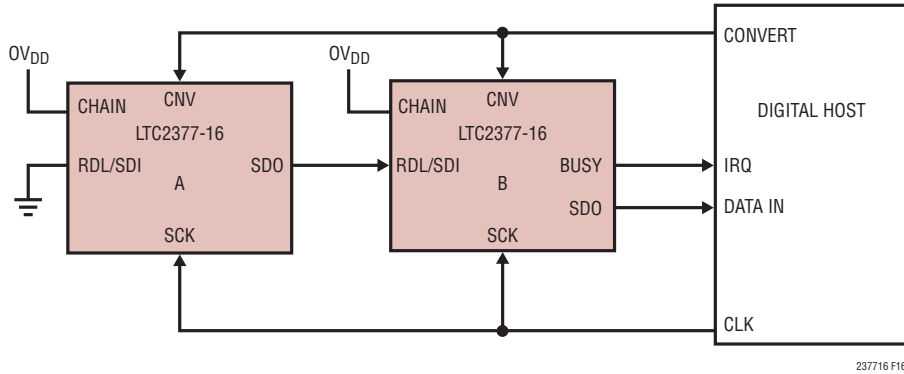 CONVERT
OVDD
OVDD
CHAIN
CNV
CHAIN
CNV
DIGITAL HOST
LTC2377-16
LTC2377-16
RDL/SDI
SDO
RDL/SDI
BUSY
IRQ
A
B
SDO
DATA IN
SCK
SCK
CLK
237716 F16